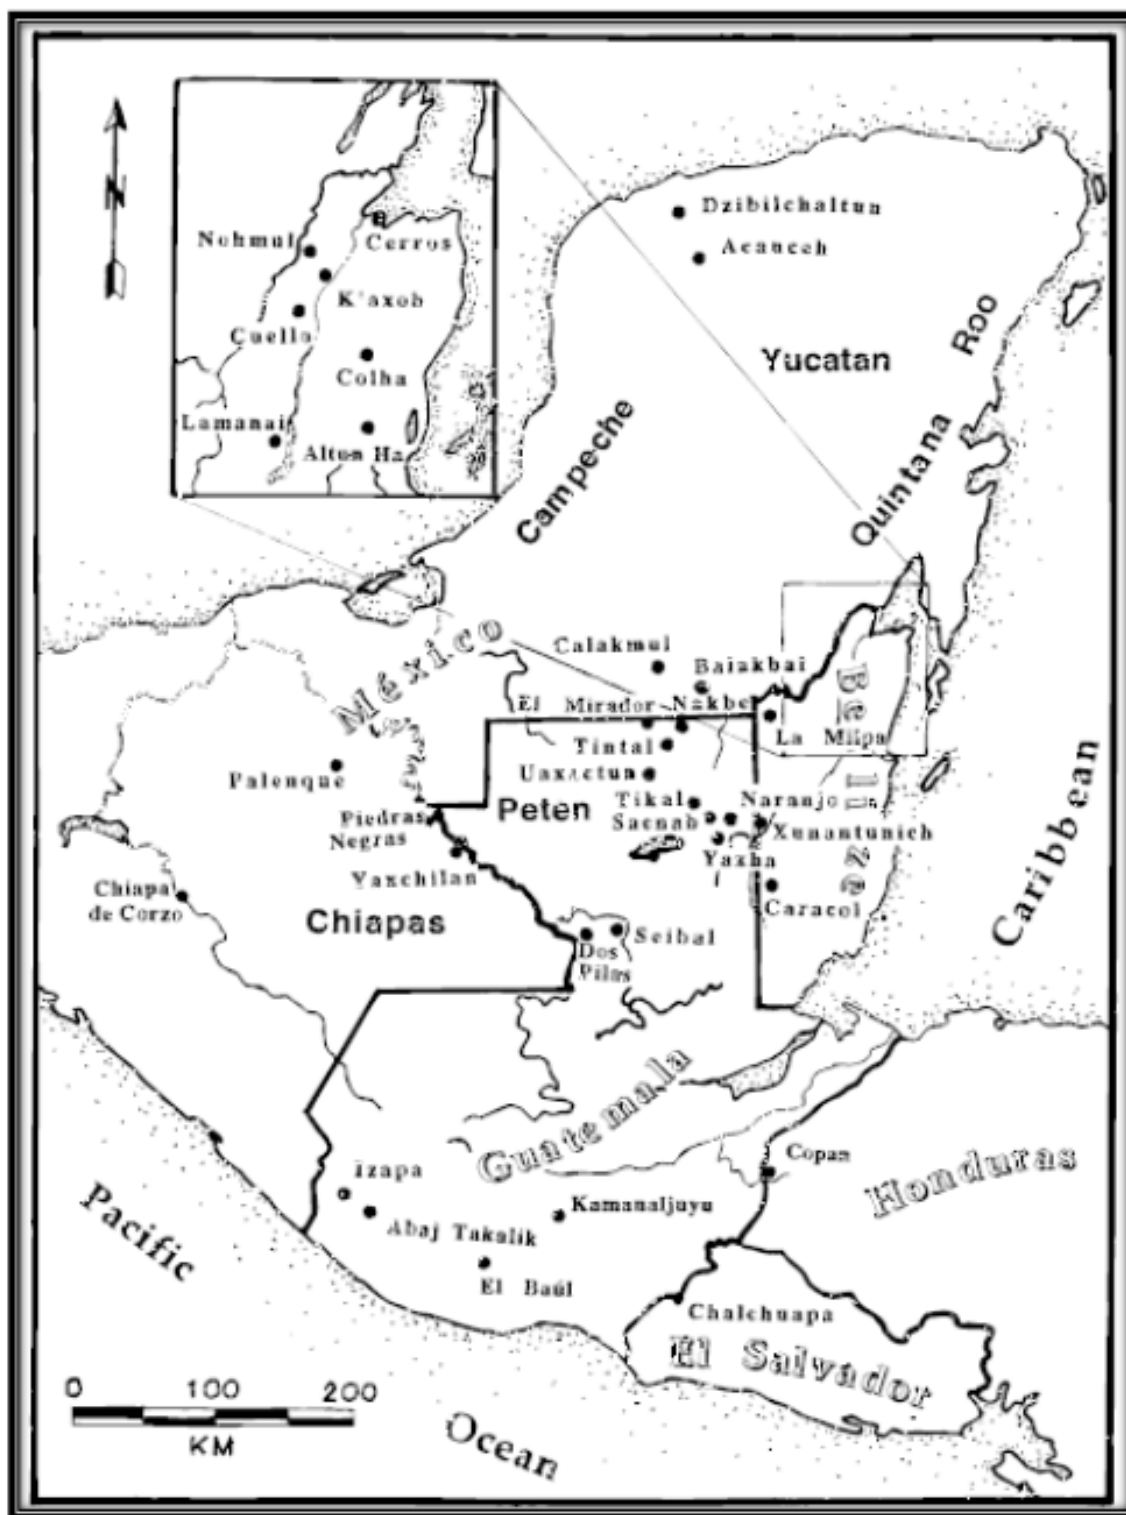 N
Nohmul
Cerros
K'axob
Cuello
Colha
Lamanai
Altun Ha
Dzibilchaltun
Acanceh
Yucatan
Quintana Roo
Campeche
México
Calakmul
Balakbal
El Mirador
Nakbe
La Milpa
Tintal
Uaxactun
Belize
Palenque
Peten
Tikal
Naranjo
Piedras
Negras
Sacnab
Xunantunich
Yaxha
Yaxchilan
Chiapa
de Corzo
Caracol
Chiapas
Seibal
Dos
Pilas
Caribbean
Guatemala
Copan
Honduras
Izapa
Kamanaljuyu
Abaj Takalik
El Baúl
Chalchuapa
El Salvador
Pacific
Ocean
0 100 200
KM